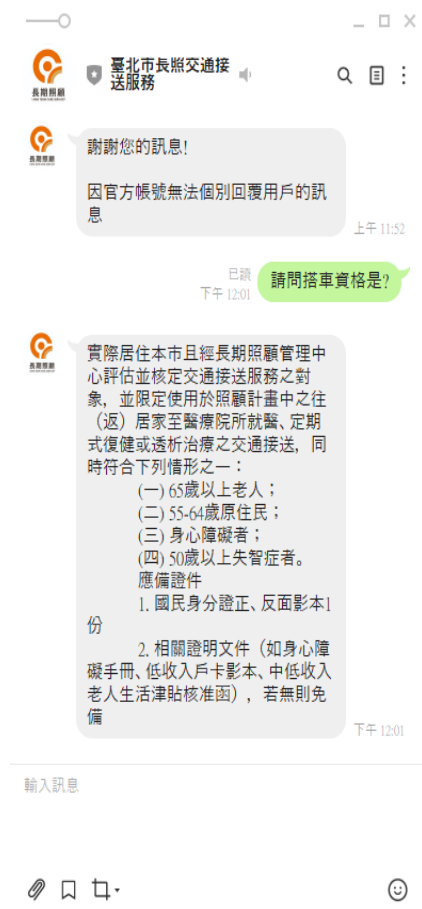 長期照顧
臺北市長照交通接
送服務
長期照顧
謝謝您的訊息!
因官方帳號無法個別回覆用戶的訊
息
上午 11:52
已讀
下午 12:01
請問搭車資格是?
長期照顧
實際居住本市且經長期照顧管理中
心評估並核定交通接送服務之對
象，並限定使用於照顧計畫中之往
（返）居家至醫療院所就醫、定期
式復健或透析治療之交通接送，同
時符合下列情形之一：
(一) 65歲以上老人；
(二) 55-64歲原住民；
(三) 身心障礙者；
(四) 50歲以上失智症者。
應備證件
1. 國民身分證正、反面影本1
份
2. 相關證明文件（如身心障
礙手冊、低收入戶卡影本、中低收入
老人生活津貼核准函），若無則免
備
下午 12:01
輸入訊息